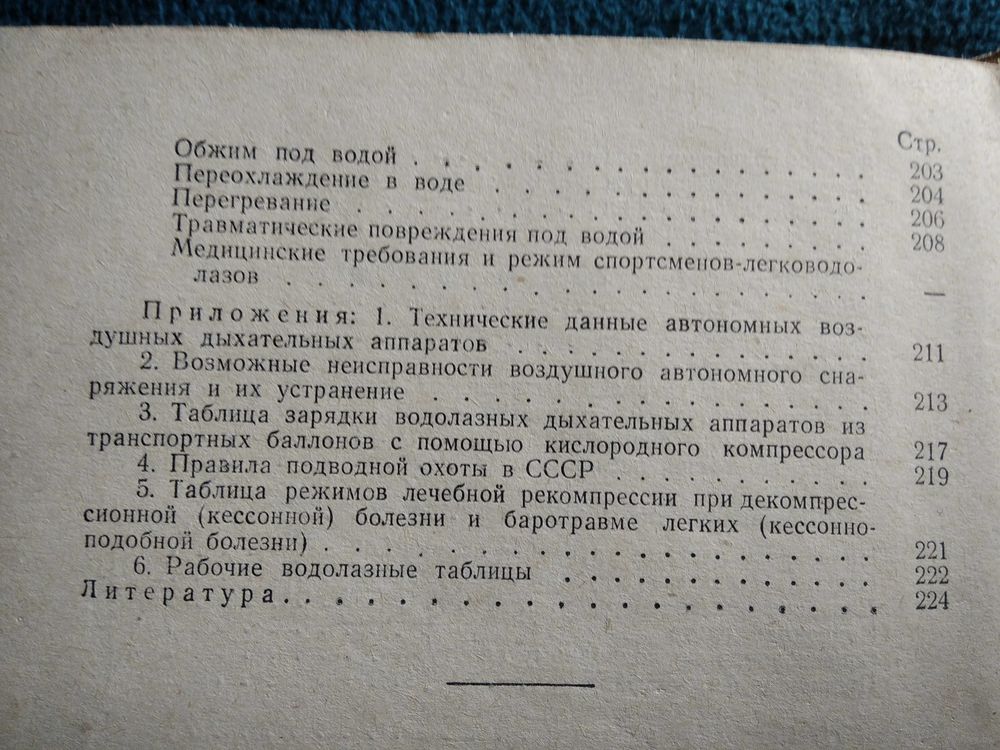 Стр.
Обжим под водой . . . . . . . . . . . . . . . . 203
Переохлаждение в воде . . . . . . . . . . . . . 204
Перегревание . . . . . . . . . . . . . . . . . . 206
Травматические повреждения под водой . . . . . . . . 208
Медицинские требования и режим спортсменов-легководо-
лазов . . . . . . . . . . . . . . . . . . . . —
Приложения: 1. Технические данные автономных воз-
душных дыхательных аппаратов . . . . . . . . . . . . 211
2. Возможные неисправности воздушного автономного сна-
ряжения и их устранение . . . . . . . . . . . . . . . 213
3. Таблица зарядки водолазных дыхательных аппаратов из
транспортных баллонов с помощью кислородного компрессора 217
4. Правила подводной охоты в СССР . . . . . . . . . . 219
5. Таблица режимов лечебной рекомпрессии при декомпрес-
сионной (кессонной) болезни и баротравме легких (кессонно-
подобной болезни) . . . . . . . . . . . . . . . . . . 221
6. Рабочие водолазные таблицы . . . . . . . . . . . . 222
Литература . . . . . . . . . . . . . . . . . . . . 224